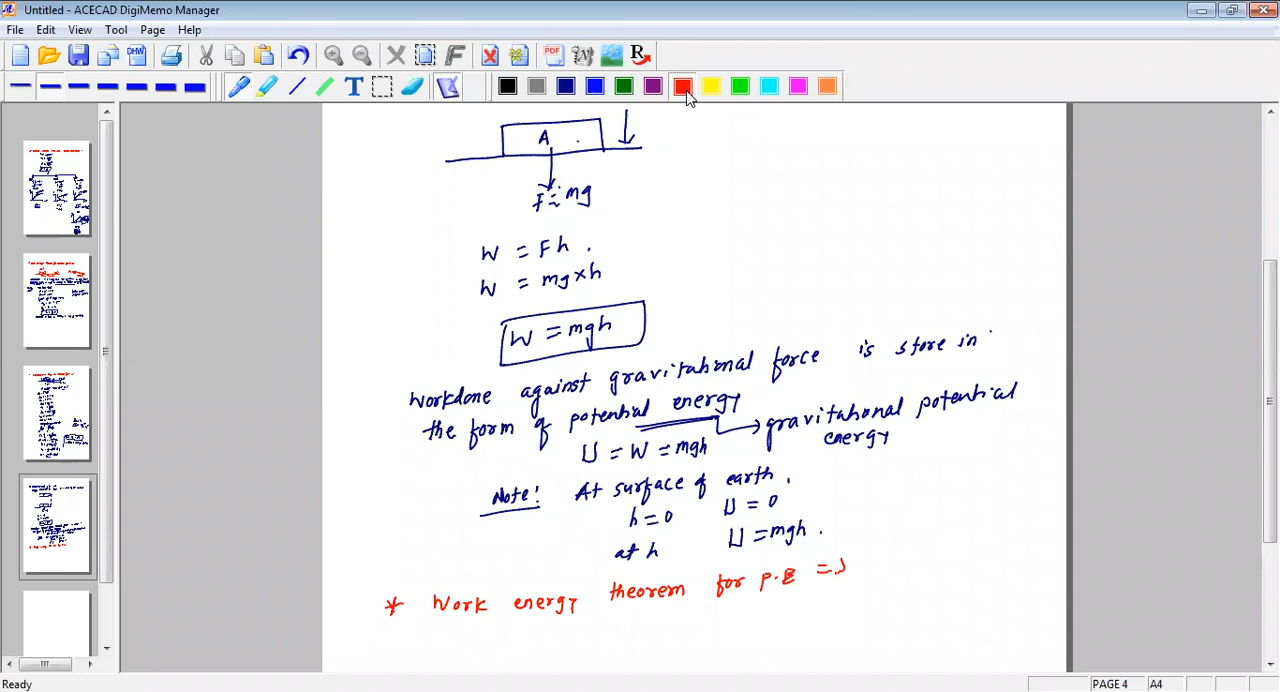 Untitled - ACECAD DigiMemo Manager
File Edit View Tool Page Help
DHW PDF
A
F = mg
W = Fh.
W = mg×h
W = mgh
Workdone against gravitational force is store in
the form of potential energy → gravitational potential
energy
U = W = mgh
Note! At surface of earth.
h = 0 U = 0
at h U = mgh.
* Work energy theorem for P.E =>
Ready PAGE 4 A4